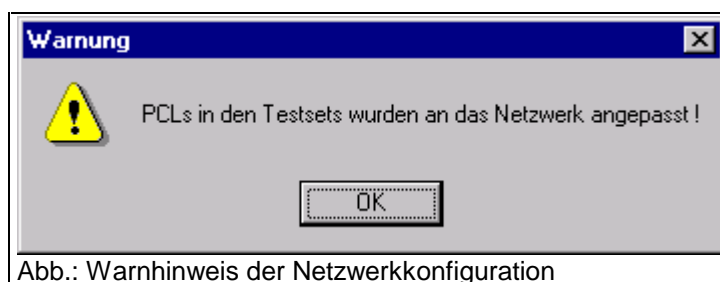 Warnung
PCLs in den Testsets wurden an das Netzwerk angepasst !
OK
Abb.: Warnhinweis der Netzwerkkonfiguration